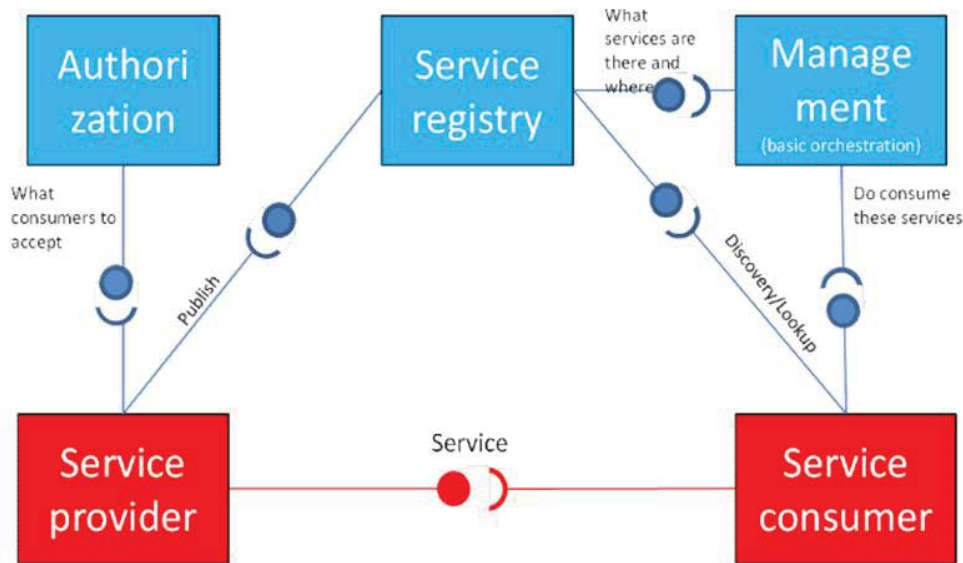 Authori
zation
Service
registry
What
services are
there and
where
Manage
ment
(basic orchestration)
What
consumers to
accept
Publish
Discovery/Lookup
Do consume
these services
Service
provider
Service
Service
consumer